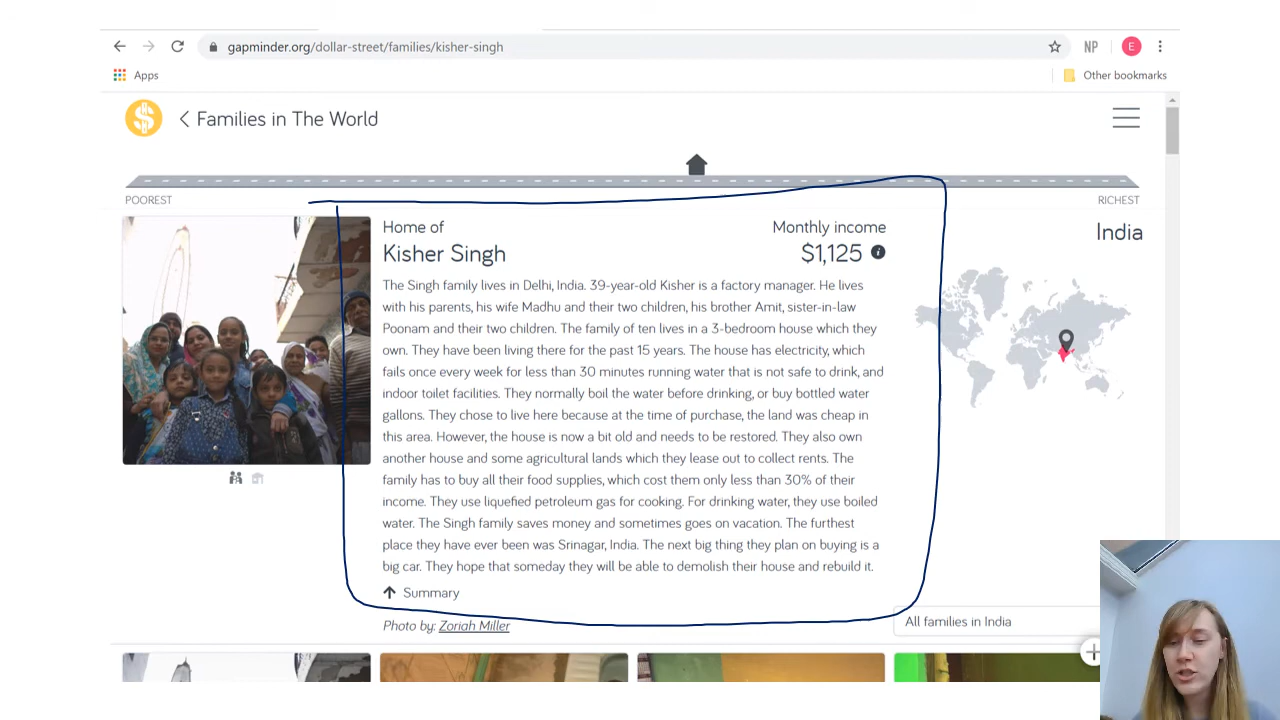 gapminder.org/dollar-street/families/kisher-singh
NP
E
Apps
Other bookmarks
$
Families in The World
POOREST
RICHEST
Home of
Kisher Singh
Monthly income
$1,125
i
India
The Singh family lives in Delhi, India. 39-year-old Kisher is a factory manager. He lives
with his parents, his wife Madhu and their two children, his brother Amit, sister-in-law
Poonam and their two children. The family of ten lives in a 3-bedroom house which they
own. They have been living there for the past 15 years. The house has electricity, which
fails once every week for less than 30 minutes running water that is not safe to drink, and
indoor toilet facilities. They normally boil the water before drinking, or buy bottled water
gallons. They chose to live here because at the time of purchase, the land was cheap in
this area. However, the house is now a bit old and needs to be restored. They also own
another house and some agricultural lands which they lease out to collect rents. The
family has to buy all their food supplies, which cost them only less than 30% of their
income. They use liquefied petroleum gas for cooking. For drinking water, they use boiled
water. The Singh family saves money and sometimes goes on vacation. The furthest
place they have ever been was Srinagar, India. The next big thing they plan on buying is a
big car. They hope that someday they will be able to demolish their house and rebuild it.
Summary
Photo by: Zoriah Miller
All families in India